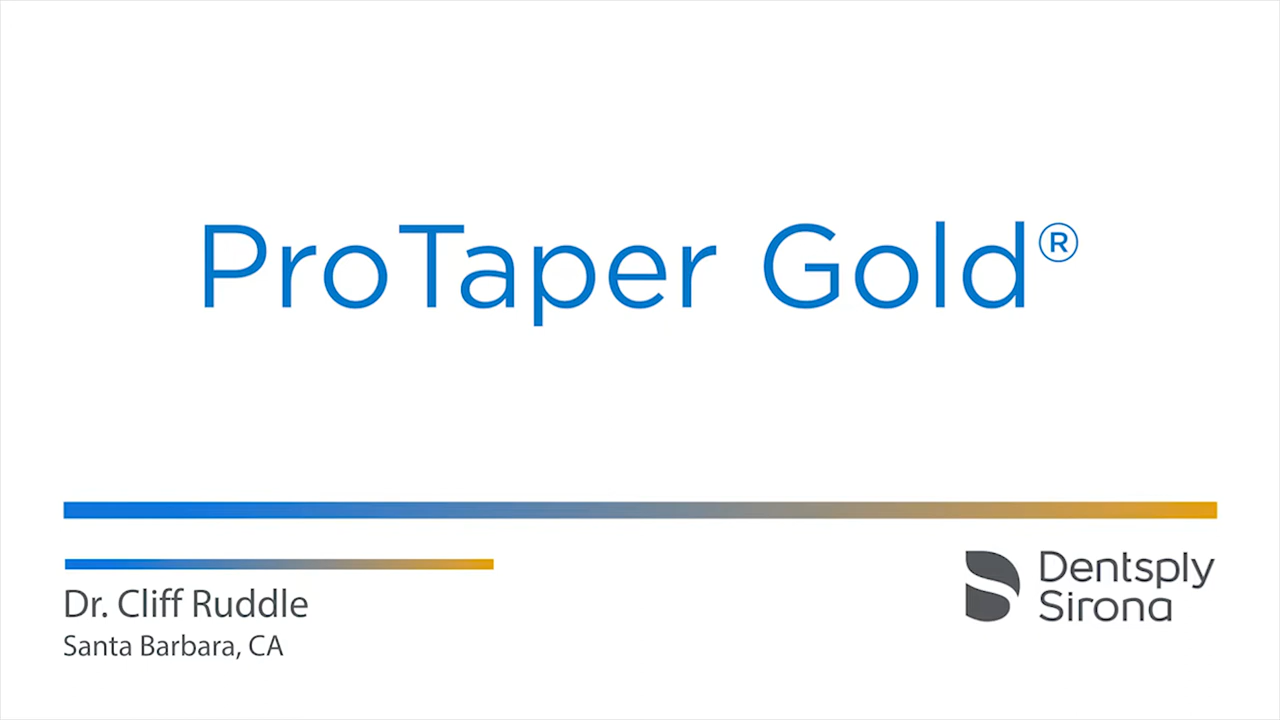 ProTaper Gold®
Dr. Cliff Ruddle
Santa Barbara, CA
Dentsply
Sirona